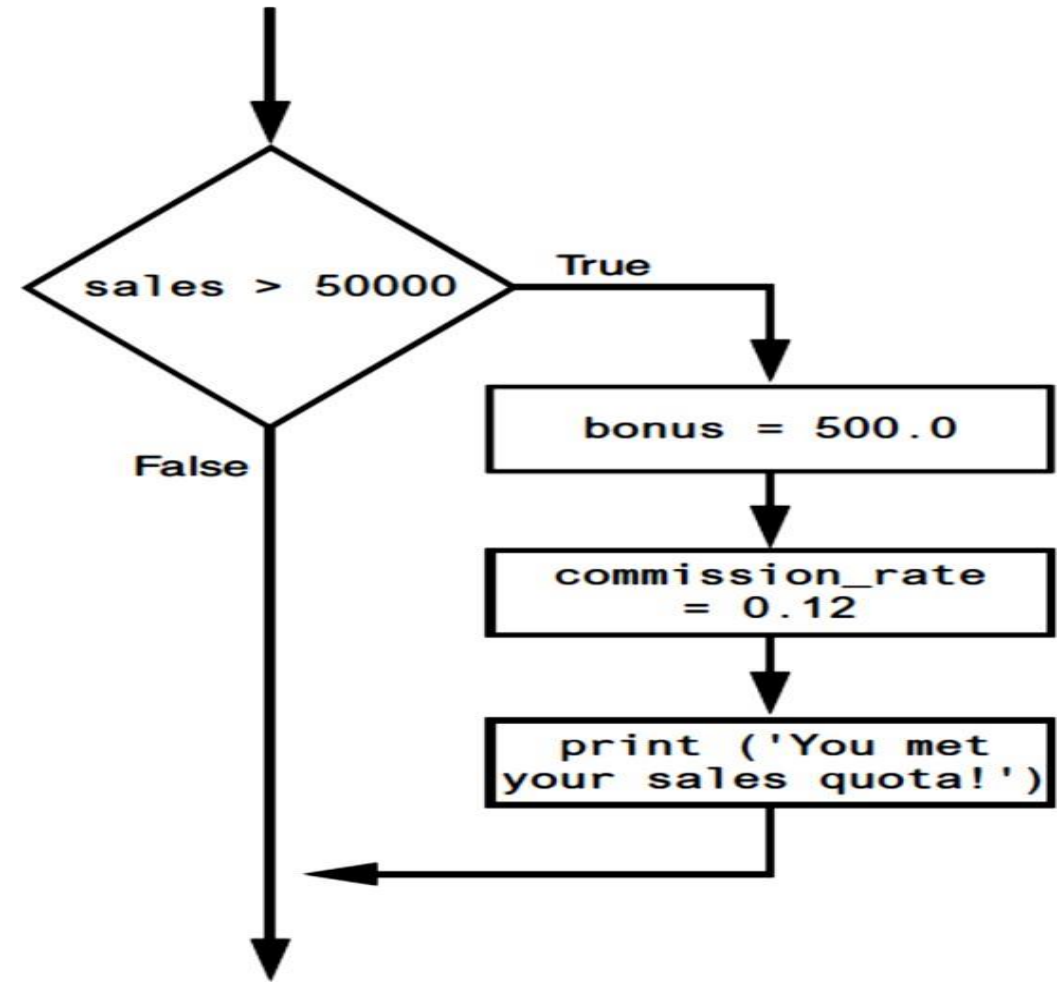 sales > 50000
True
False
bonus = 500.0
commission_rate
= 0.12
print ('You met
your sales quota!')